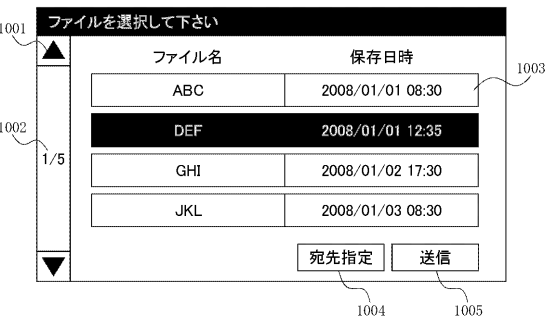 ファイルを選択して下さい
1001
▲
ファイル名 保存日時
1003
ABC 2008/01/01 08:30
1002
DEF 2008/01/01 12:35
1/5
GHI 2008/01/02 17:30
JKL 2008/01/03 08:30
▼
宛先指定 送信
1004 1005